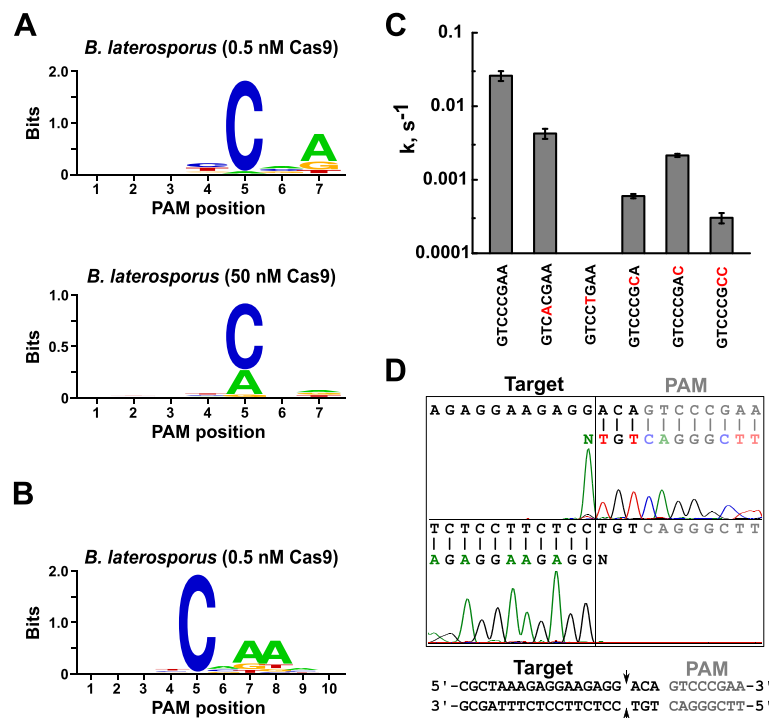 A
B. laterosporus (0.5 nM Cas9)
2.0
1.0
0
Bits
C
A
G
T
1 2 3 4 5 6 7
PAM position
B. laterosporus (50 nM Cas9)
1.0
0.5
0
Bits
C
A
1 2 3 4 5 6 7
PAM position
B
B. laterosporus (0.5 nM Cas9)
2.0
1.0
0
Bits
C
A
A
1 2 3 4 5 6 7 8 9 10
PAM position
C
0.1
0.01
0.001
0.0001
k, s-1
GTCCCGAA
GTCACGAA
GTCCTGAA
GTCCCGCA
GTCCCGAC
GTCCCGCC
D
Target PAM
AGAGGAAGAGGACAGTCCCGAA
NTGTCAGGGCTT
TCTCCTTCTCCTGTCAGGGCTT
AGAGGAAGAGGN
Target PAM
5'-CGCTAAAGAGGAAGAGG ACA GTCCCGAA-3'
3'-GCGATTTCTCCTTCTCC TGT CAGGGCTT-5'